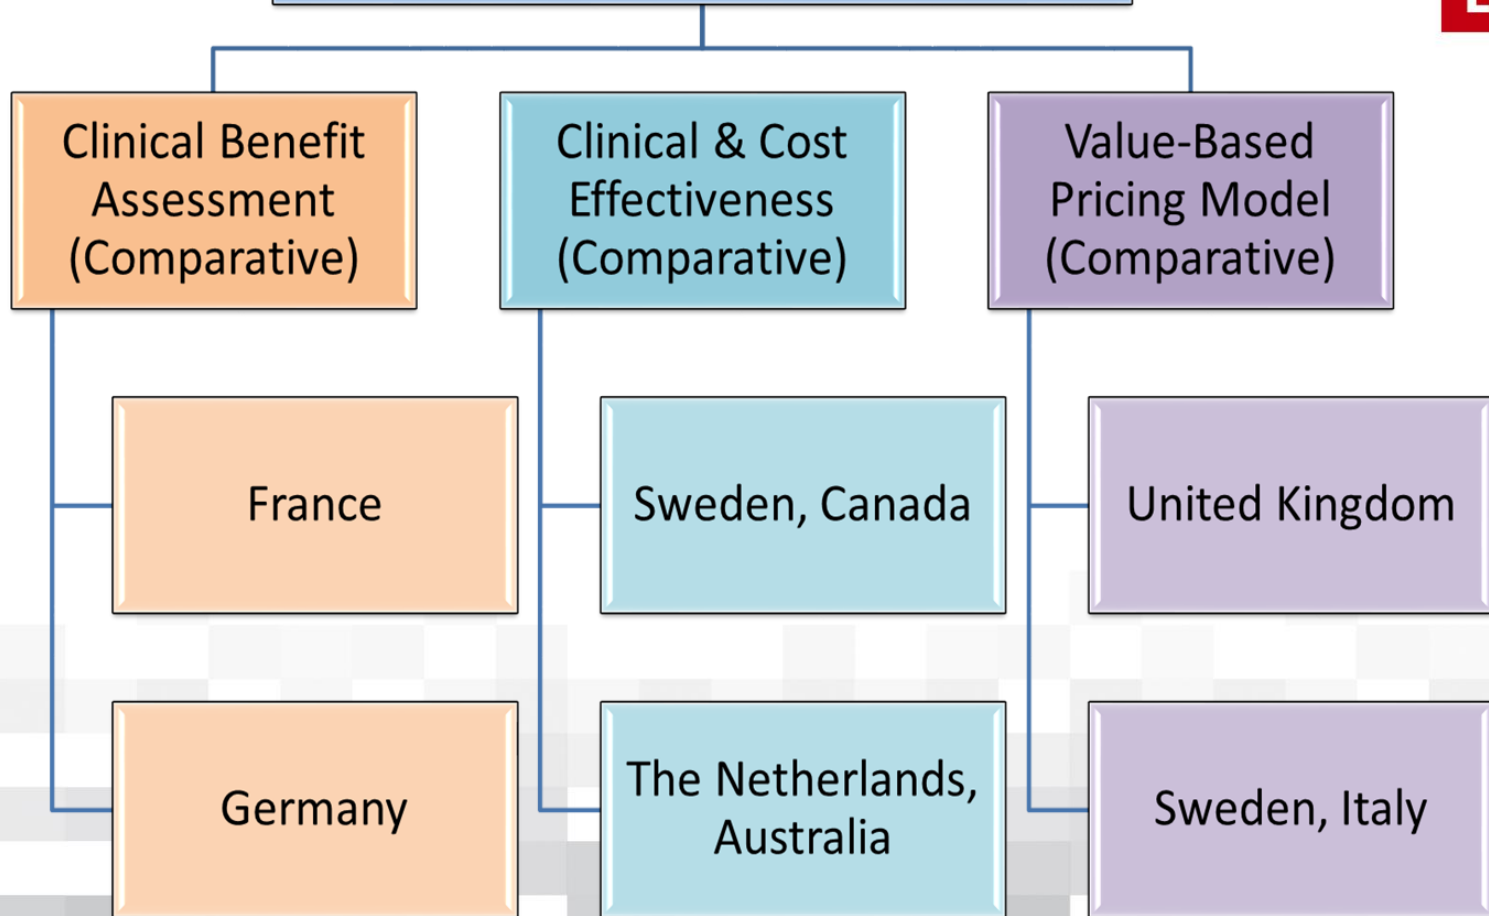 Clinical Benefit
Assessment
(Comparative)
Clinical & Cost
Effectiveness
(Comparative)
Value-Based
Pricing Model
(Comparative)
France
Sweden, Canada
United Kingdom
Germany
The Netherlands,
Australia
Sweden, Italy